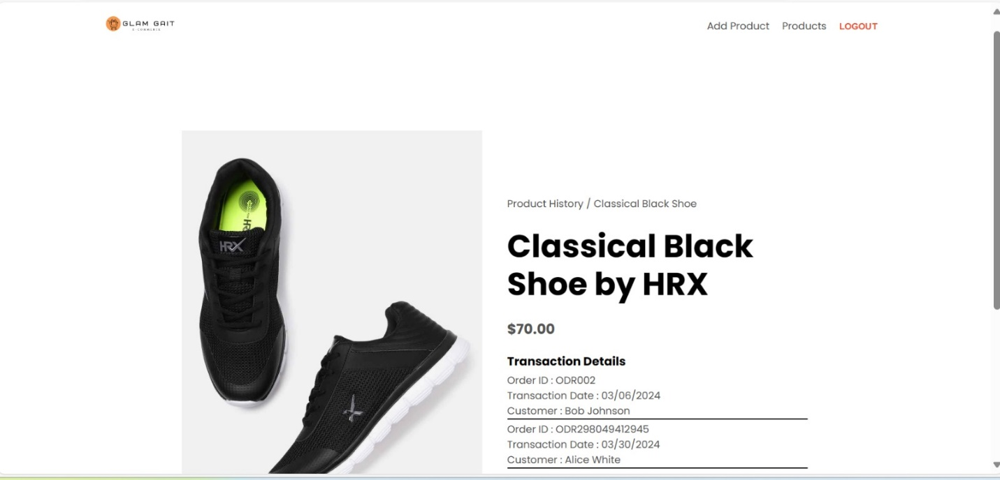 GLAM GAIT
E-COMMERCE
Add Product Products LOGOUT
HRX
HRX
Product History / Classical Black Shoe
Classical Black
Shoe by HRX
$70.00
Transaction Details
Order ID : ODR002
Transaction Date : 03/06/2024
Customer : Bob Johnson
Order ID : ODR298049412945
Transaction Date : 03/30/2024
Customer : Alice White